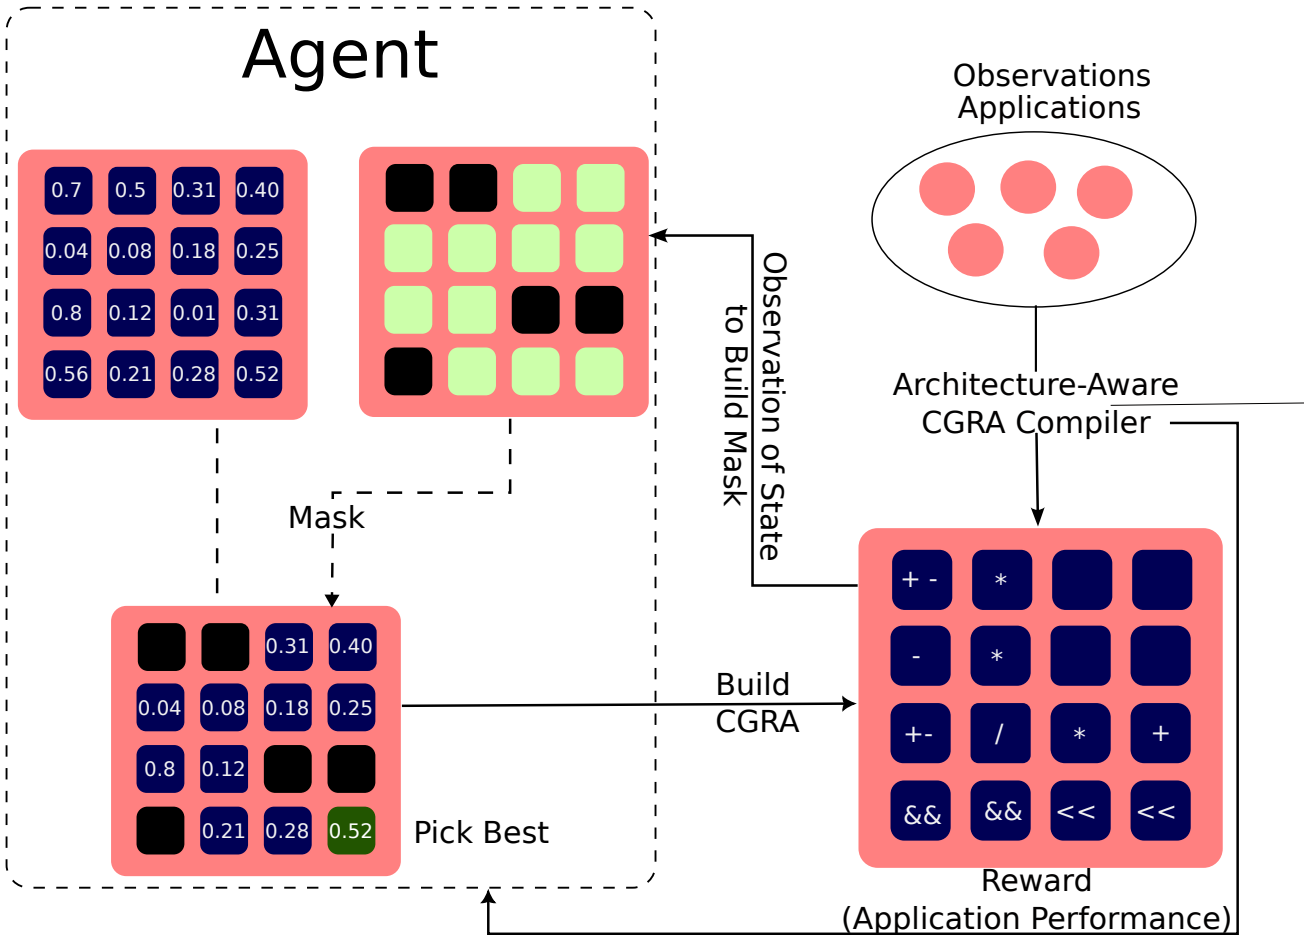 Agent
Observations
Applications
0.7 0.5 0.31 0.40
0.04 0.08 0.18 0.25
0.8 0.12 0.01 0.31
0.56 0.21 0.28 0.52
Observation of State
to Build Mask
Architecture-Aware
CGRA Compiler
Mask
0.31 0.40
0.04 0.08 0.18 0.25
0.8 0.12
0.21 0.28 0.52
Pick Best
Build
CGRA
+ - *
- *
+- / * +
&& && << <<
Reward
(Application Performance)